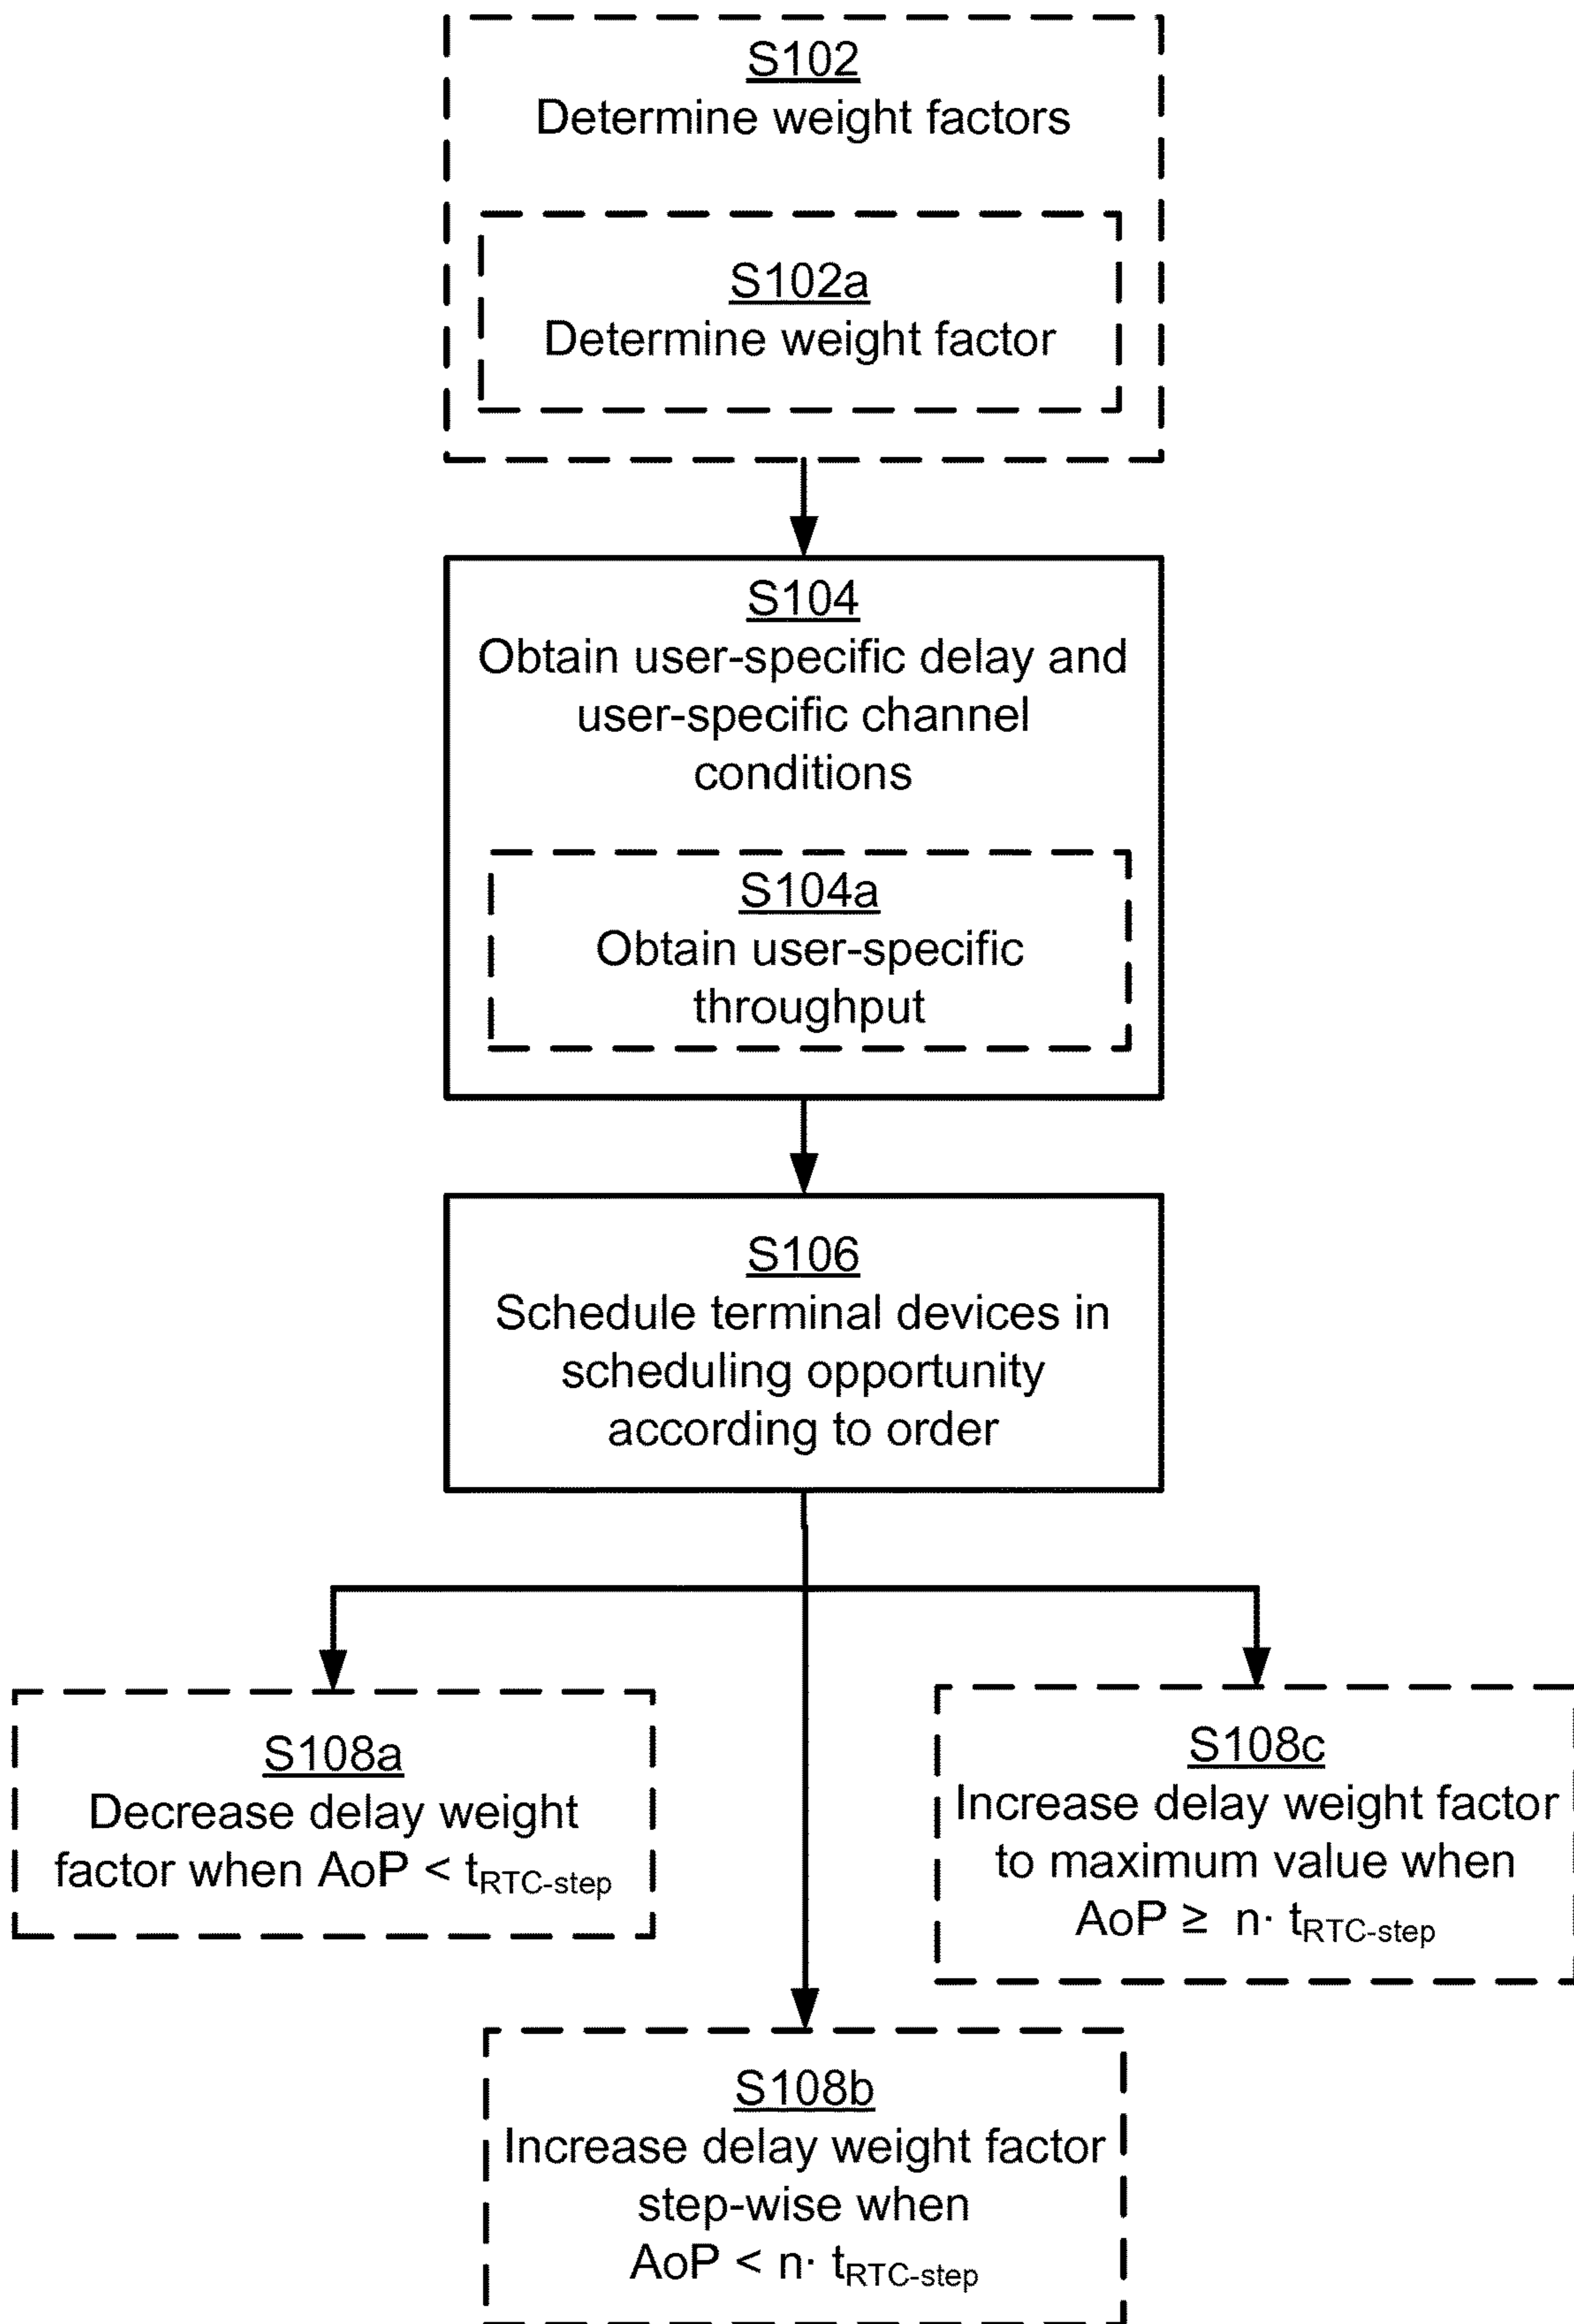 S102
Determine weight factors
S102a
Determine weight factor
S104
Obtain user-specific delay and
user-specific channel
conditions
S104a
Obtain user-specific
throughput
S106
Schedule terminal devices in
scheduling opportunity
according to order
S108a
Decrease delay weight
factor when AoP < tRTC-step
S108c
Increase delay weight factor
to maximum value when
AoP ≥ n· tRTC-step
S108b
Increase delay weight factor
step-wise when
AoP < n· tRTC-step